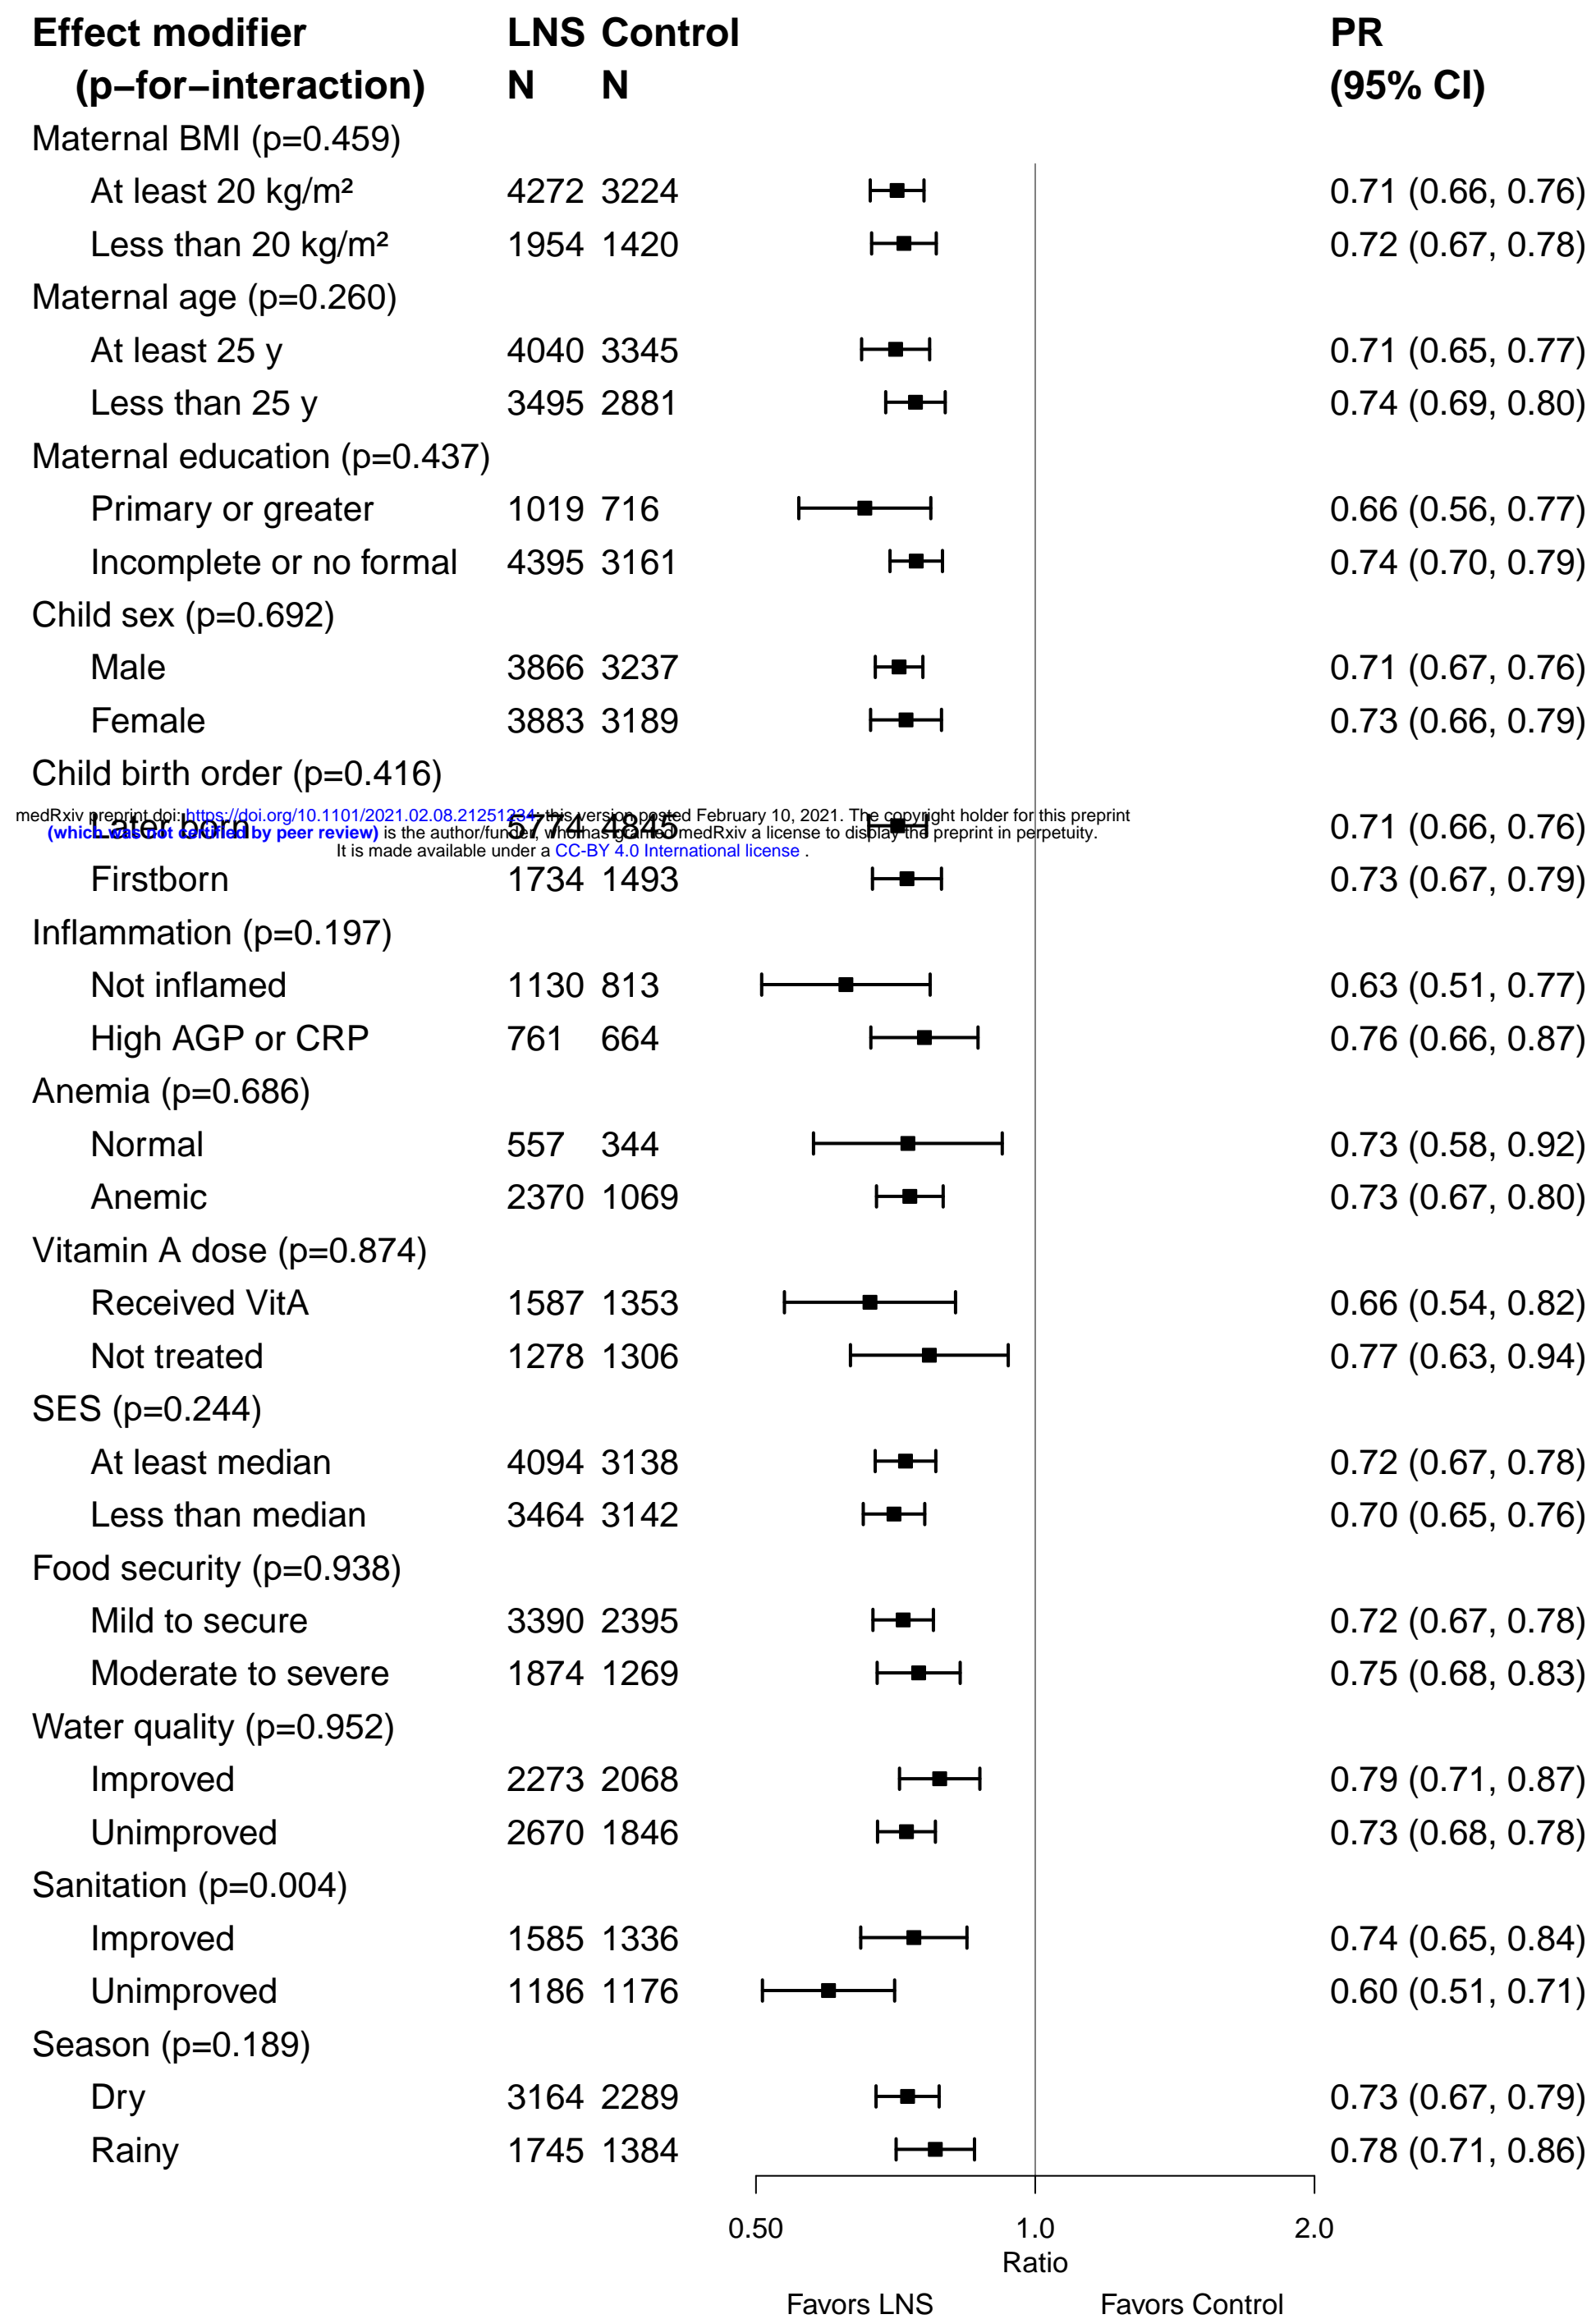 Effect modifier LNS Control PR
(p−for−interaction) N N (95% CI)
Maternal BMI (p=0.459)
At least 20 kg/m² 4272 3224 0.71 (0.66, 0.76)
Less than 20 kg/m² 1954 1420 0.72 (0.67, 0.78)
Maternal age (p=0.260)
At least 25 y 4040 3345 0.71 (0.65, 0.77)
Less than 25 y 3495 2881 0.74 (0.69, 0.80)
Maternal education (p=0.437)
Primary or greater 1019 716 0.66 (0.56, 0.77)
Incomplete or no formal 4395 3161 0.74 (0.70, 0.79)
Child sex (p=0.692)
Male 3866 3237 0.71 (0.67, 0.76)
Female 3883 3189 0.73 (0.66, 0.79)
Child birth order (p=0.416)
medRxiv preprint doi: https://doi.org/10.1101/2021.02.08.21251234; this version posted February 10, 2021. The copyright holder for this preprint
Later born 5774 4845 0.71 (0.66, 0.76)
(which was not certified by peer review) is the author/funder, who has granted medRxiv a license to display the preprint in perpetuity.
It is made available under a CC-BY 4.0 International license .
Firstborn 1734 1493 0.73 (0.67, 0.79)
Inflammation (p=0.197)
Not inflamed 1130 813 0.63 (0.51, 0.77)
High AGP or CRP 761 664 0.76 (0.66, 0.87)
Anemia (p=0.686)
Normal 557 344 0.73 (0.58, 0.92)
Anemic 2370 1069 0.73 (0.67, 0.80)
Vitamin A dose (p=0.874)
Received VitA 1587 1353 0.66 (0.54, 0.82)
Not treated 1278 1306 0.77 (0.63, 0.94)
SES (p=0.244)
At least median 4094 3138 0.72 (0.67, 0.78)
Less than median 3464 3142 0.70 (0.65, 0.76)
Food security (p=0.938)
Mild to secure 3390 2395 0.72 (0.67, 0.78)
Moderate to severe 1874 1269 0.75 (0.68, 0.83)
Water quality (p=0.952)
Improved 2273 2068 0.79 (0.71, 0.87)
Unimproved 2670 1846 0.73 (0.68, 0.78)
Sanitation (p=0.004)
Improved 1585 1336 0.74 (0.65, 0.84)
Unimproved 1186 1176 0.60 (0.51, 0.71)
Season (p=0.189)
Dry 3164 2289 0.73 (0.67, 0.79)
Rainy 1745 1384 0.78 (0.71, 0.86)
0.50 1.0 2.0
Ratio
Favors LNS Favors Control